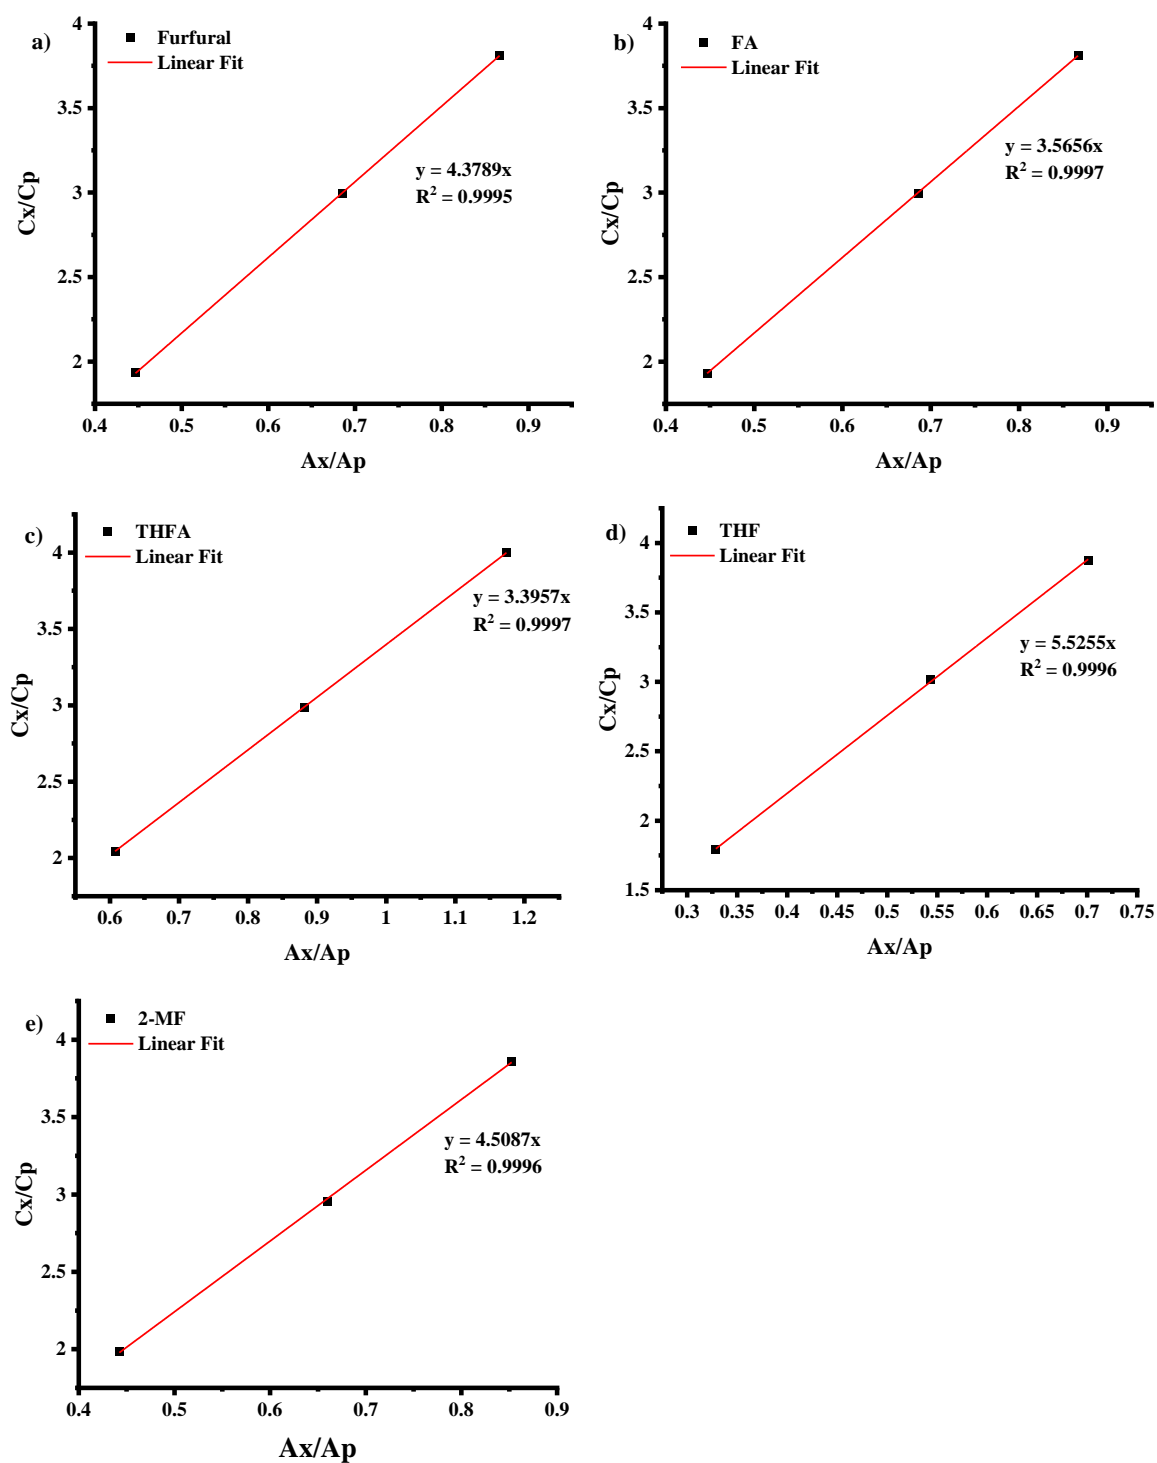 a)
Furfural
Linear Fit
y = 4.3789x
R² = 0.9995
Cx/Cp
4
3.5
3
2.5
2
0.4 0.5 0.6 0.7 0.8 0.9
Ax/Ap
b)
FA
Linear Fit
y = 3.5656x
R² = 0.9997
Cx/Cp
4
3.5
3
2.5
2
0.4 0.5 0.6 0.7 0.8 0.9
Ax/Ap
c)
THFA
Linear Fit
y = 3.3957x
R² = 0.9997
Cx/Cp
4
3.5
3
2.5
2
0.6 0.7 0.8 0.9 1 1.1 1.2
Ax/Ap
d)
THF
Linear Fit
y = 5.5255x
R² = 0.9996
Cx/Cp
4
3.5
3
2.5
2
1.5
0.3 0.35 0.4 0.45 0.5 0.55 0.6 0.65 0.7 0.75
Ax/Ap
e)
2-MF
Linear Fit
y = 4.5087x
R² = 0.9996
Cx/Cp
4
3.5
3
2.5
2
0.4 0.5 0.6 0.7 0.8 0.9
Ax/Ap